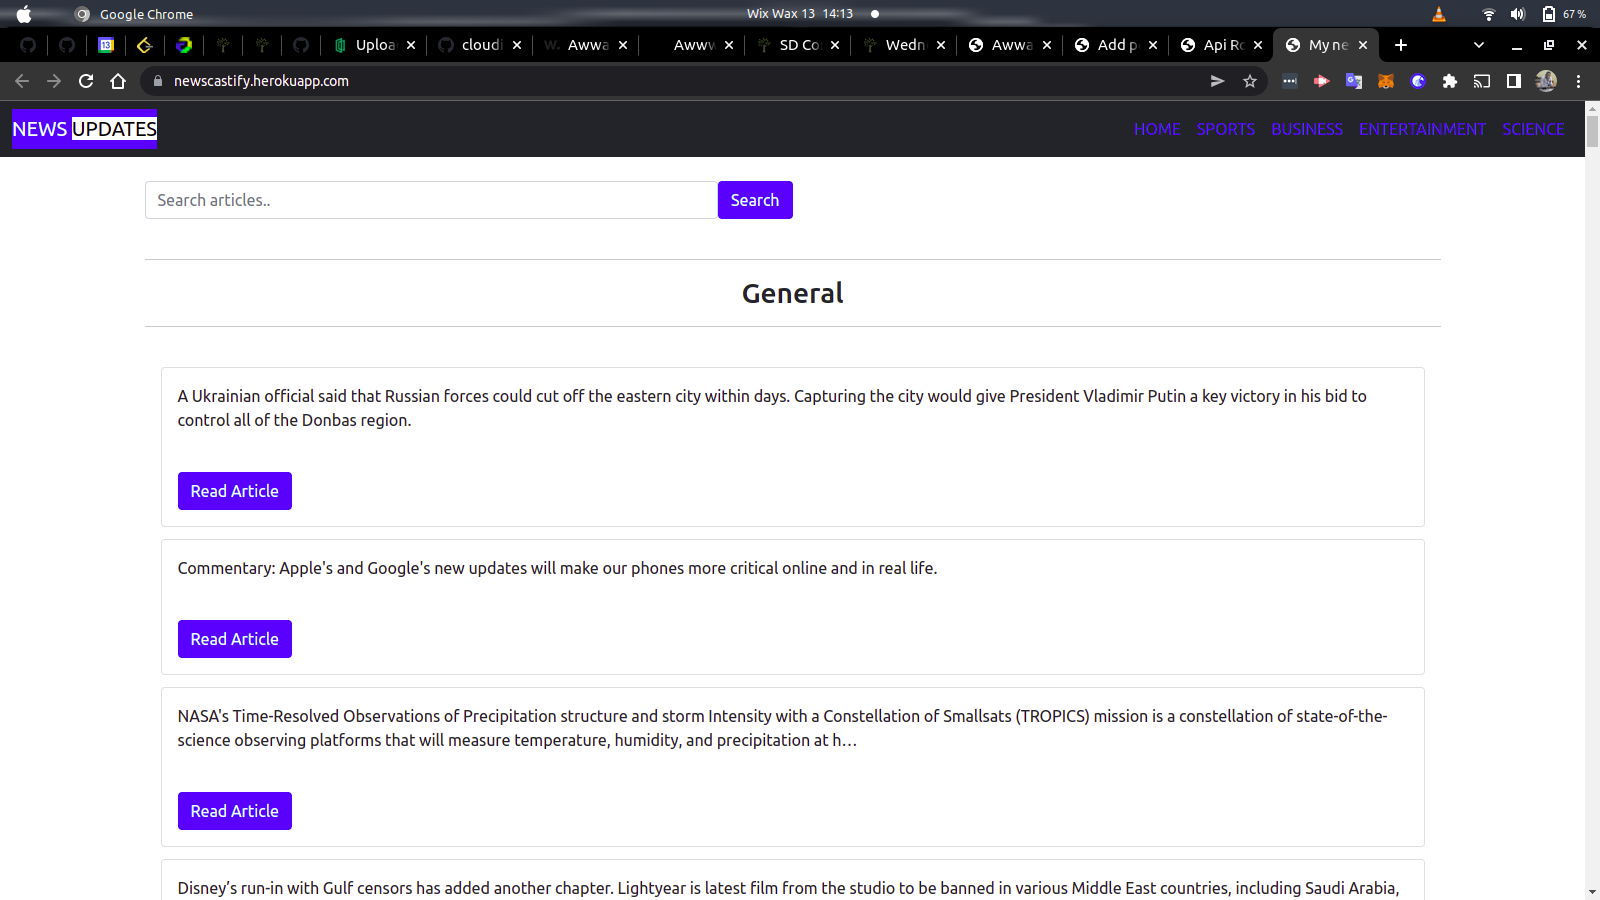 Google Chrome
Wix Wax 13 14:13
67 %
13
Uploa
cloudi
W.
Awwa
Awww
SD Co
Wedn
Awwa
Add p
Api Ro
My ne
newscastify.herokuapp.com
NEWS UPDATES
HOME SPORTS BUSINESS ENTERTAINMENT SCIENCE
Search articles..
Search
General
A Ukrainian official said that Russian forces could cut off the eastern city within days. Capturing the city would give President Vladimir Putin a key victory in his bid to
control all of the Donbas region.
Read Article
Commentary: Apple's and Google's new updates will make our phones more critical online and in real life.
Read Article
NASA's Time-Resolved Observations of Precipitation structure and storm Intensity with a Constellation of Smallsats (TROPICS) mission is a constellation of state-of-the-
science observing platforms that will measure temperature, humidity, and precipitation at h…
Read Article
Disney’s run-in with Gulf censors has added another chapter. Lightyear is latest film from the studio to be banned in various Middle East countries, including Saudi Arabia,